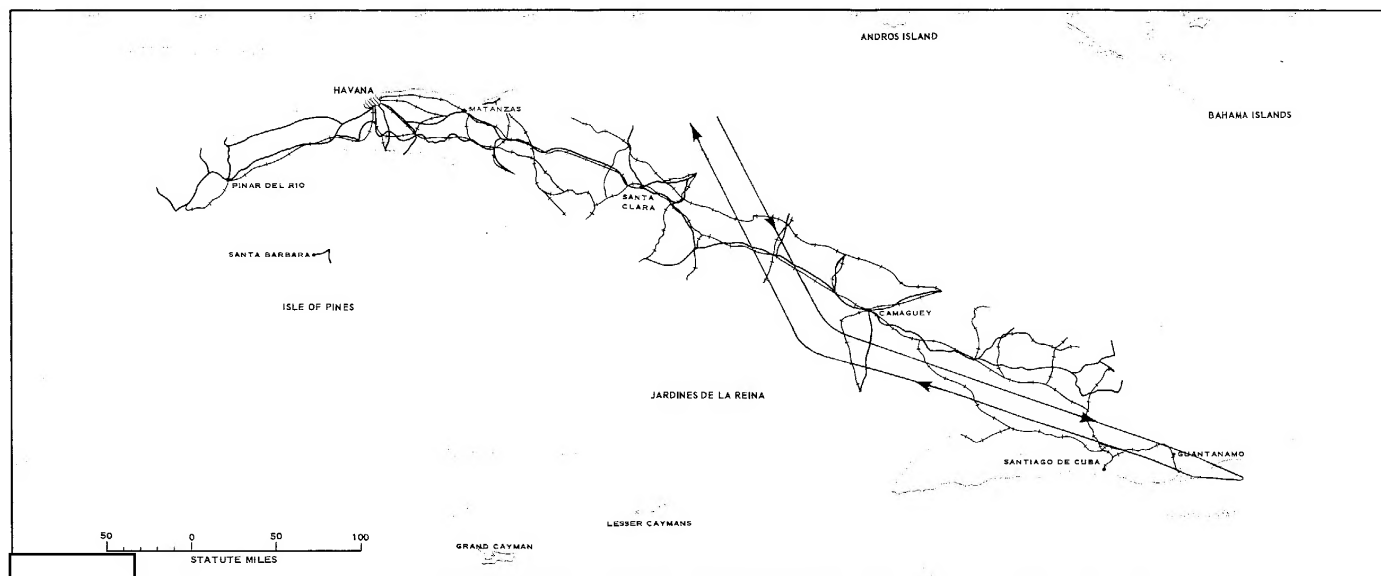 ANDROS ISLAND
HAVANA
MATANZAS
BAHAMA ISLANDS
PINAR DEL RIO
SANTA
CLARA
SANTA BARBARA
ISLE OF PINES
CAMAGUEY
JARDINES DE LA REINA
GUANTANAMO
SANTIAGO DE CUBA
LESSER CAYMANS
GRAND CAYMAN
50 0 100
STATUTE MILES